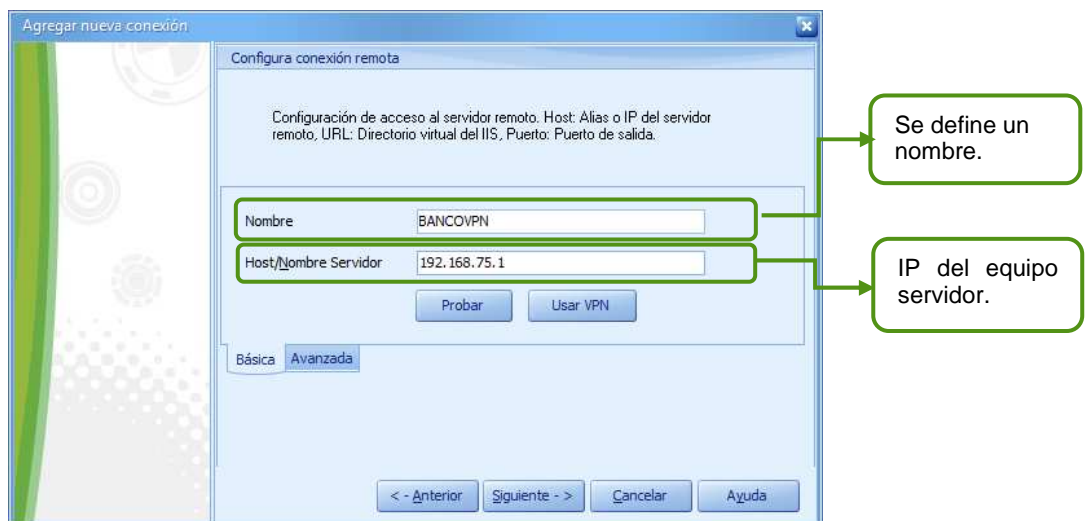 Agregar nueva conexión
Configura conexión remota
Configuración de acceso al servidor remoto. Host: Alias o IP del servidor
remoto, URL: Directorio virtual del IIS, Puerto: Puerto de salida.
Se define un
nombre.
Nombre
BANCOVPN
Host/Nombre Servidor
192.168.75.1
IP del equipo
servidor.
Probar
Usar VPN
Básica
Avanzada
< - Anterior
Siguiente - >
Cancelar
Ayuda